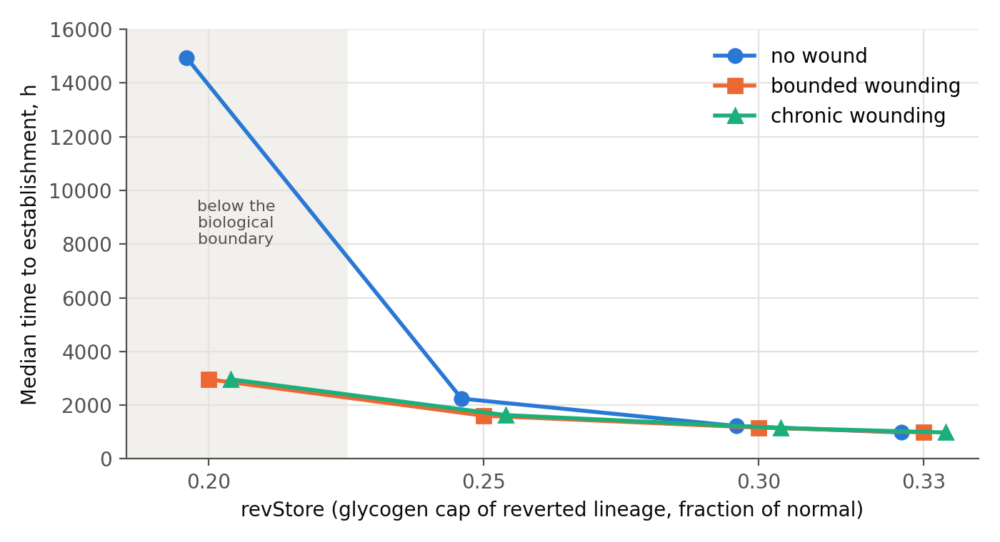 16000
14000
12000
10000
8000
6000
4000
2000
0
Median time to establishment, h
no wound
bounded wounding
chronic wounding
below the
biological
boundary
0.20 0.25 0.30 0.33
revStore (glycogen cap of reverted lineage, fraction of normal)